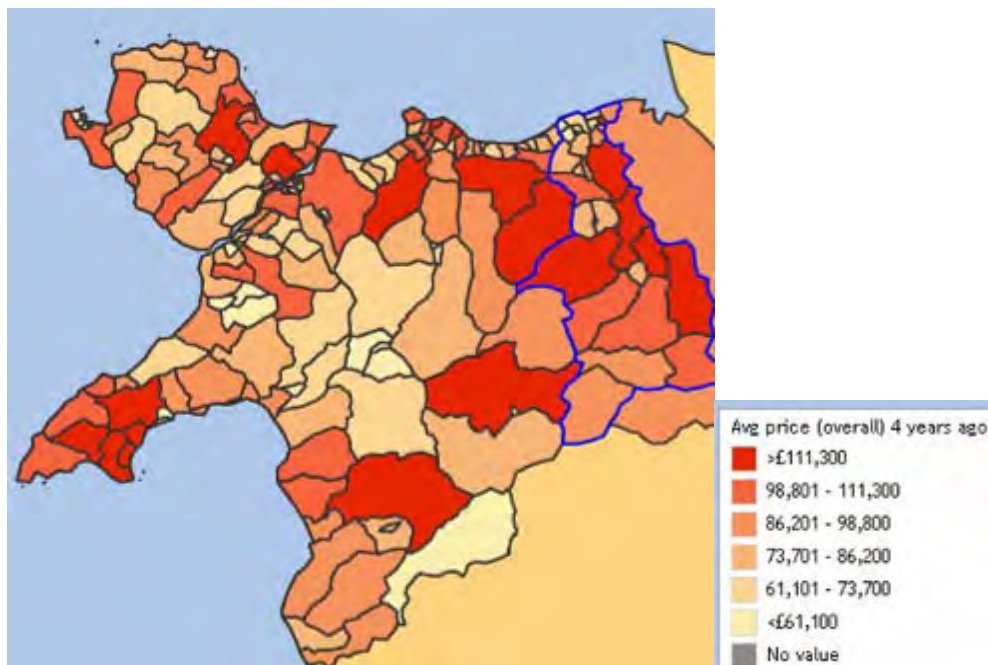 Avg price (overall) 4 years ago
>£111,300
98,801 - 111,300
86,201 - 98,800
73,701 - 86,200
61,101 - 73,700
<£61,100
No value